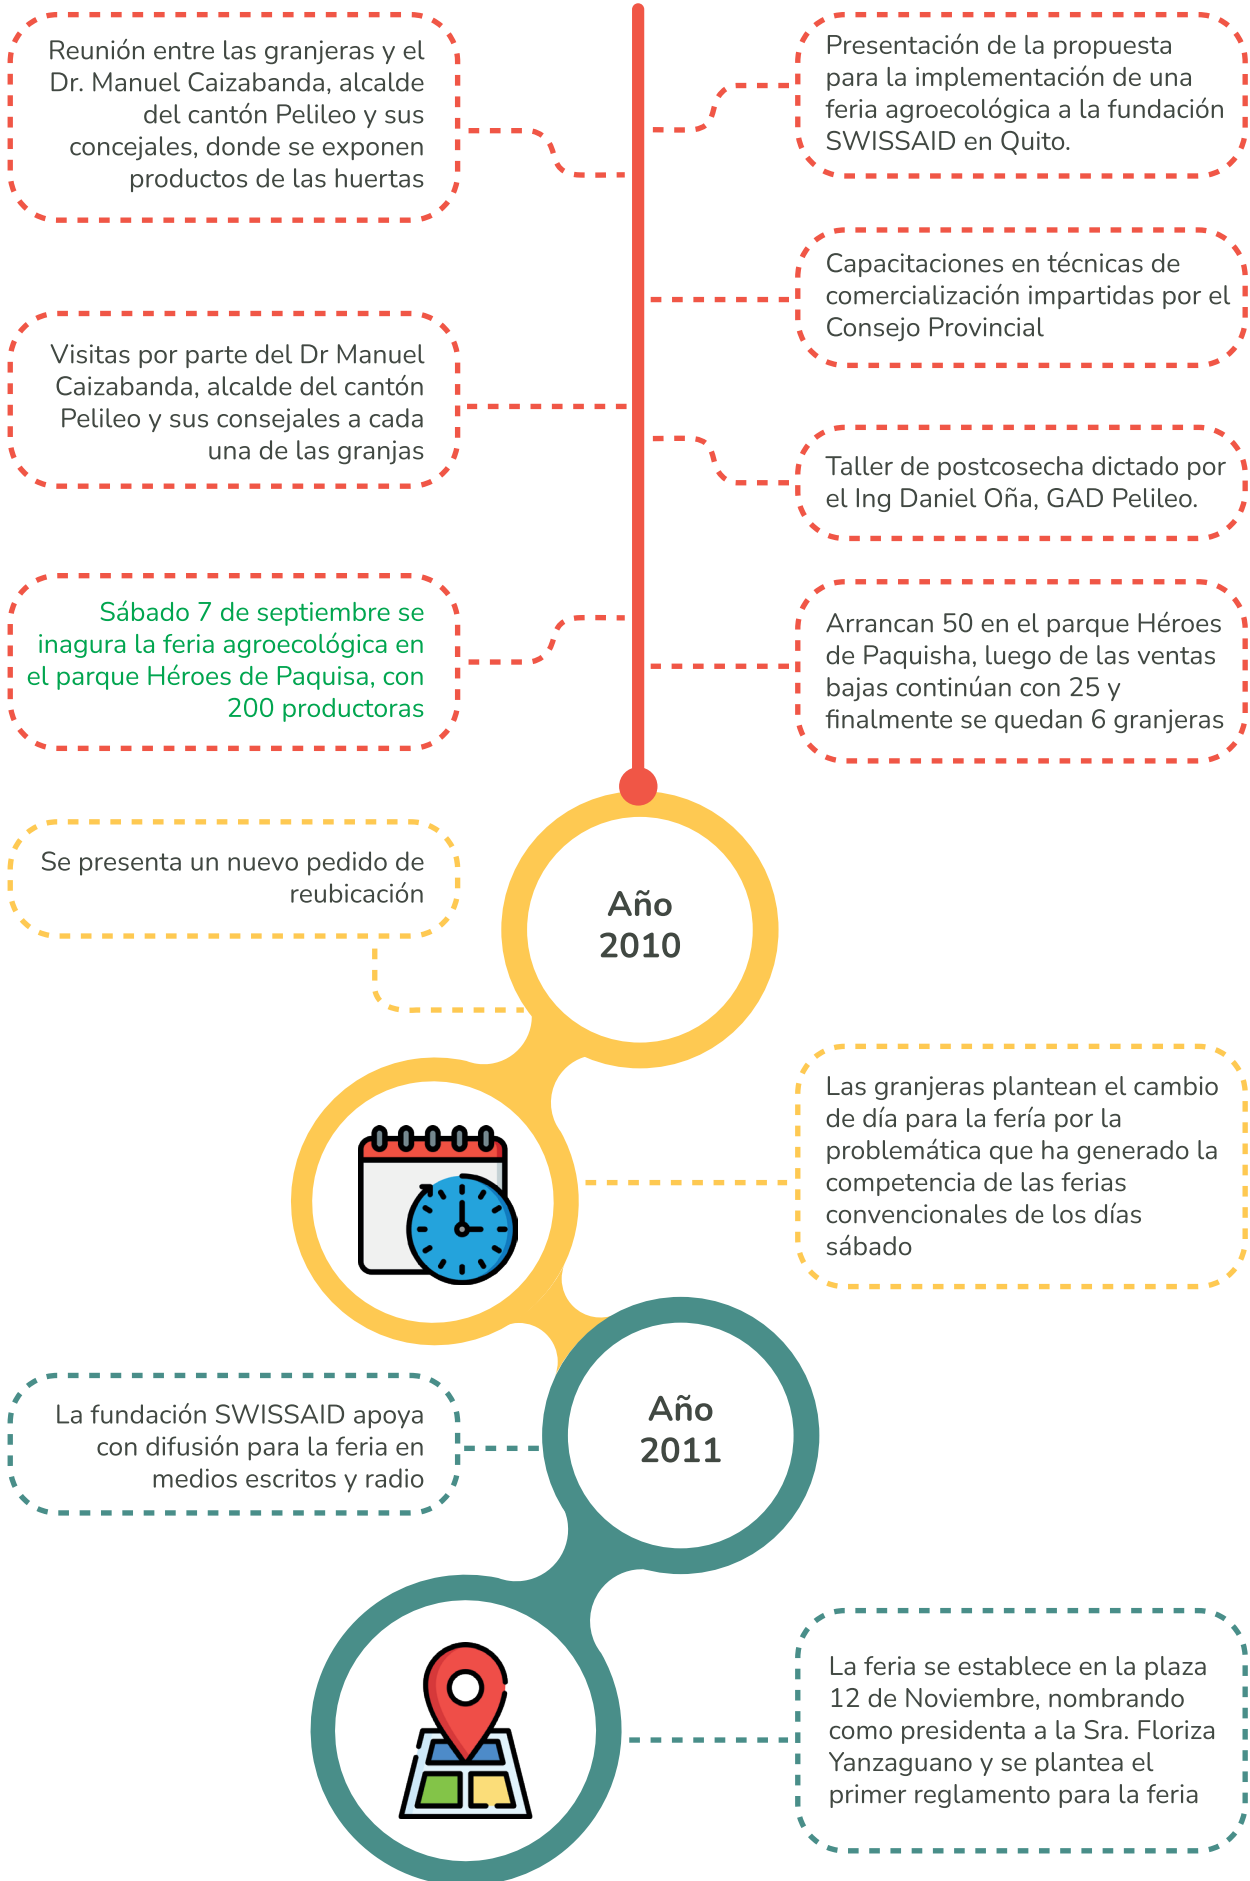 Reunión entre las granjeras y el
Dr. Manuel Caizabanda, alcalde
del cantón Pelileo y sus
concejales, donde se exponen
productos de las huertas
Presentación de la propuesta
para la implementación de una
feria agroecológica a la fundación
SWISSAID en Quito.
Capacitaciones en técnicas de
comercialización impartidas por el
Consejo Provincial
Visitas por parte del Dr Manuel
Caizabanda, alcalde del cantón
Pelileo y sus consejales a cada
una de las granjas
Taller de postcosecha dictado por
el Ing Daniel Oña, GAD Pelileo.
Sábado 7 de septiembre se
inagura la feria agroecológica en
el parque Héroes de Paquisa, con
200 productoras
Arrancan 50 en el parque Héroes
de Paquisha, luego de las ventas
bajas continúan con 25 y
finalmente se quedan 6 granjeras
Se presenta un nuevo pedido de
reubicación
Año
2010
Las granjeras plantean el cambio
de día para la fería por la
problemática que ha generado la
competencia de las ferias
convencionales de los días
sábado
La fundación SWISSAID apoya
con difusión para la feria en
medios escritos y radio
Año
2011
La feria se establece en la plaza
12 de Noviembre, nombrando
como presidenta a la Sra. Floriza
Yanzaguano y se plantea el
primer reglamento para la feria